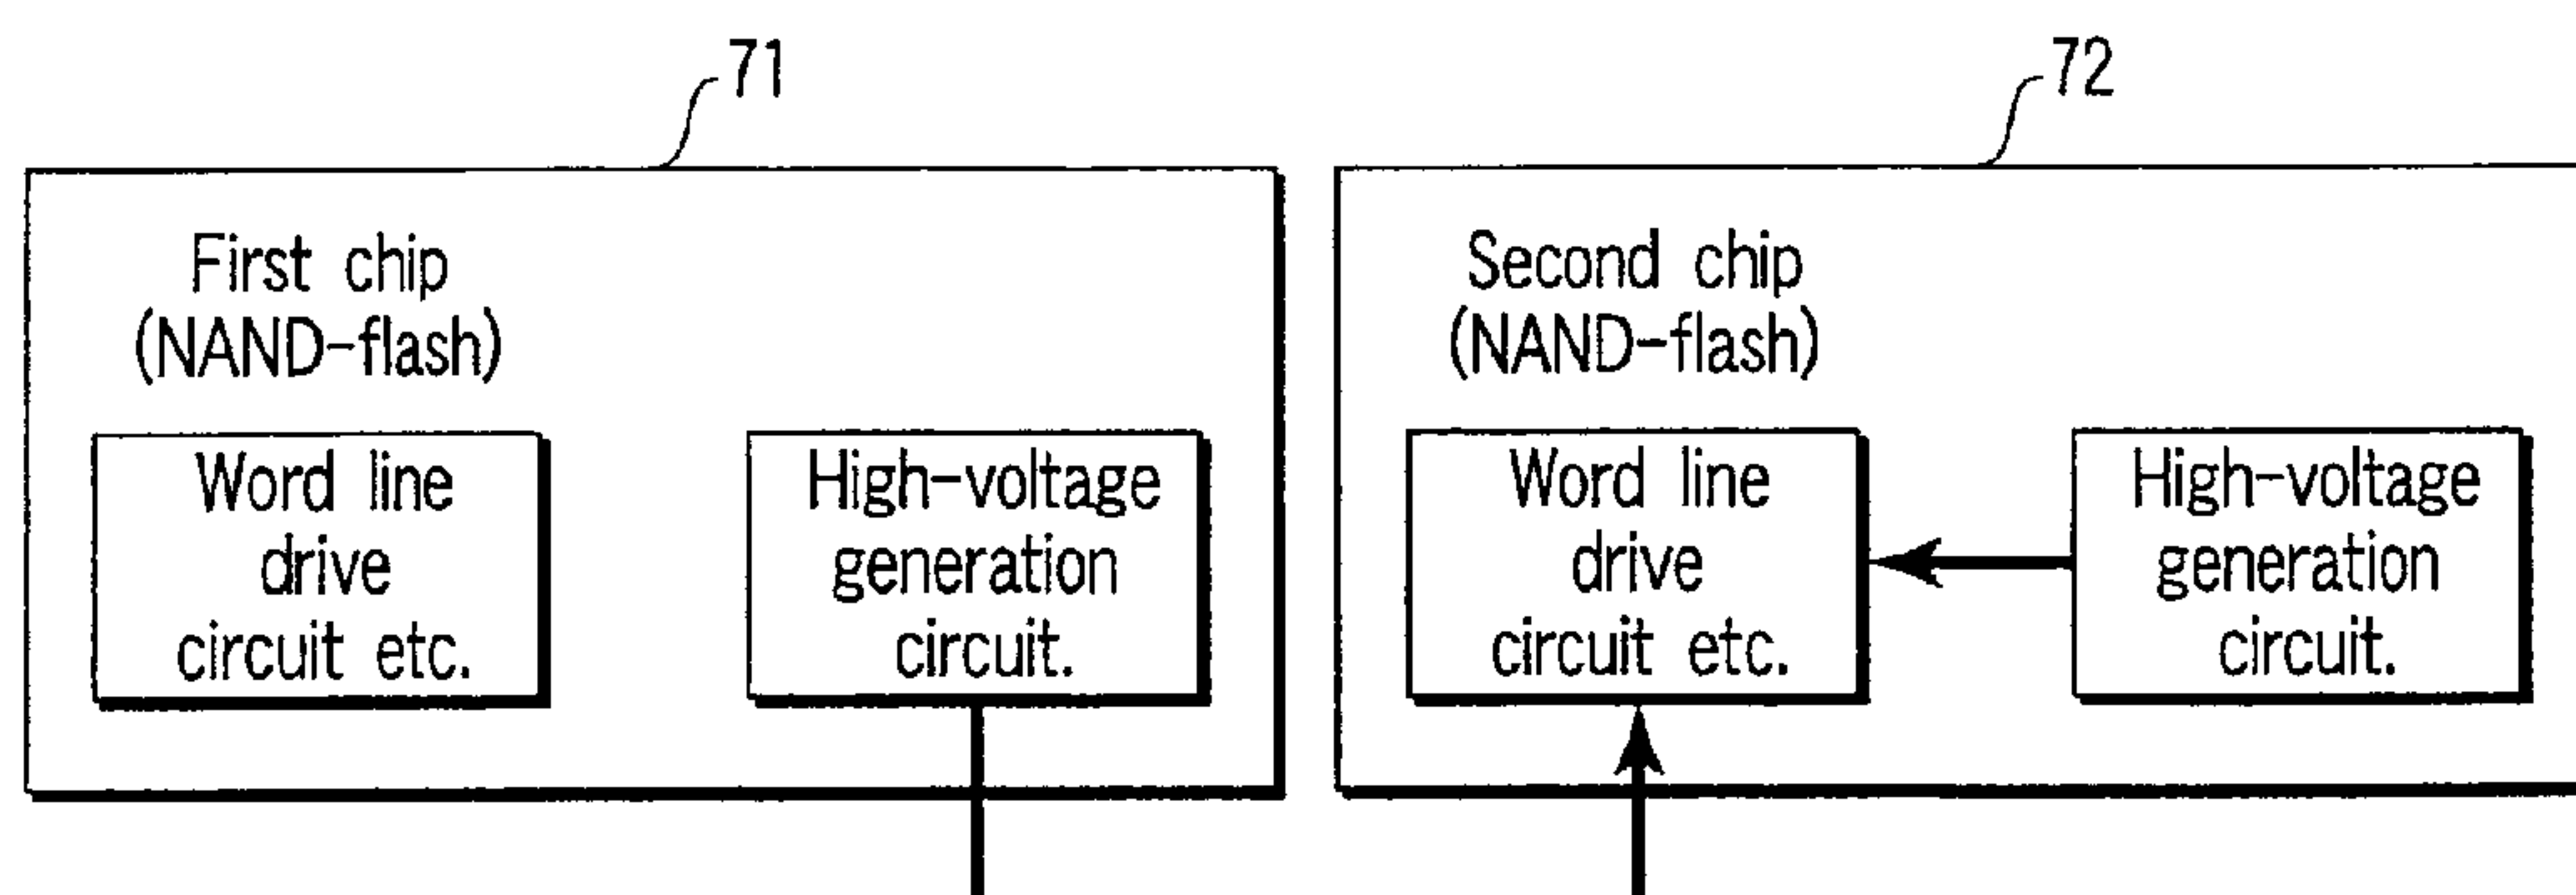 71
72
First chip
(NAND-flash)
Word line
drive
circuit etc.
High-voltage
generation
circuit.
Second chip
(NAND-flash)
Word line
drive
circuit etc.
High-voltage
generation
circuit.